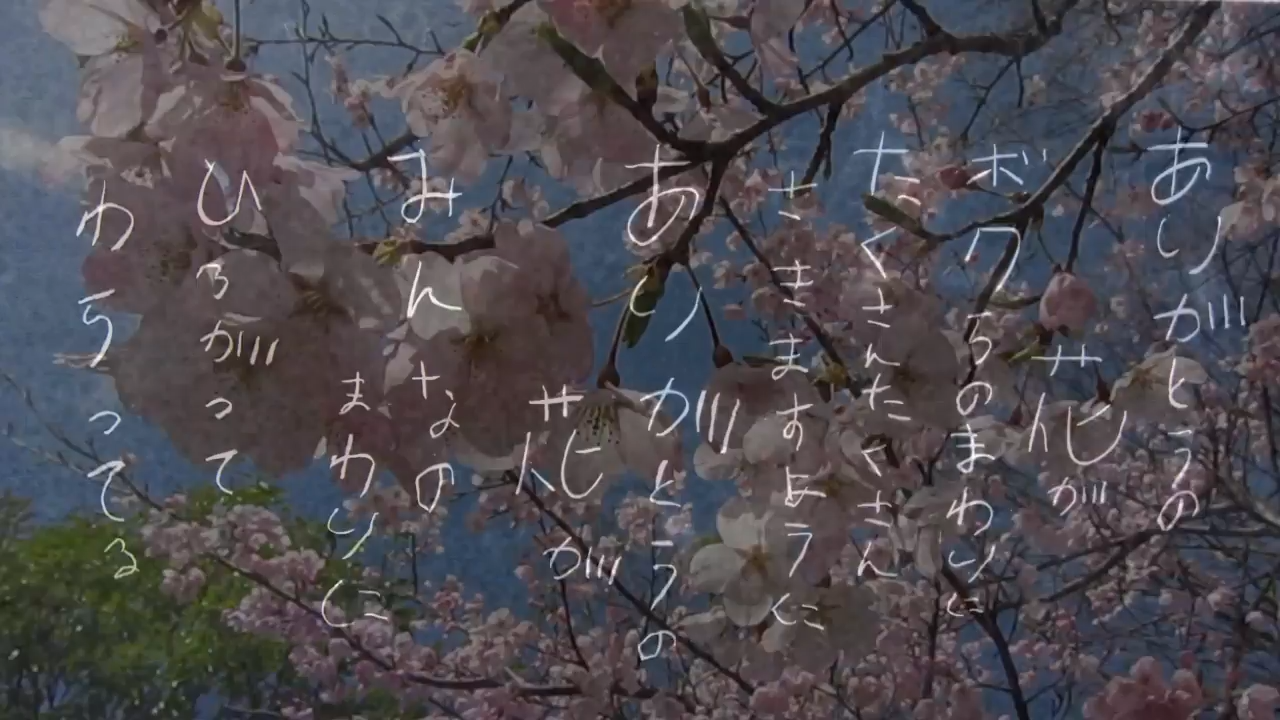 ありがとうの
花が
ボクらのまわりに
たくさんたくさん
さきますように
ありがとうの
花が
みんなの
まわりに
ひろがって
わらってる